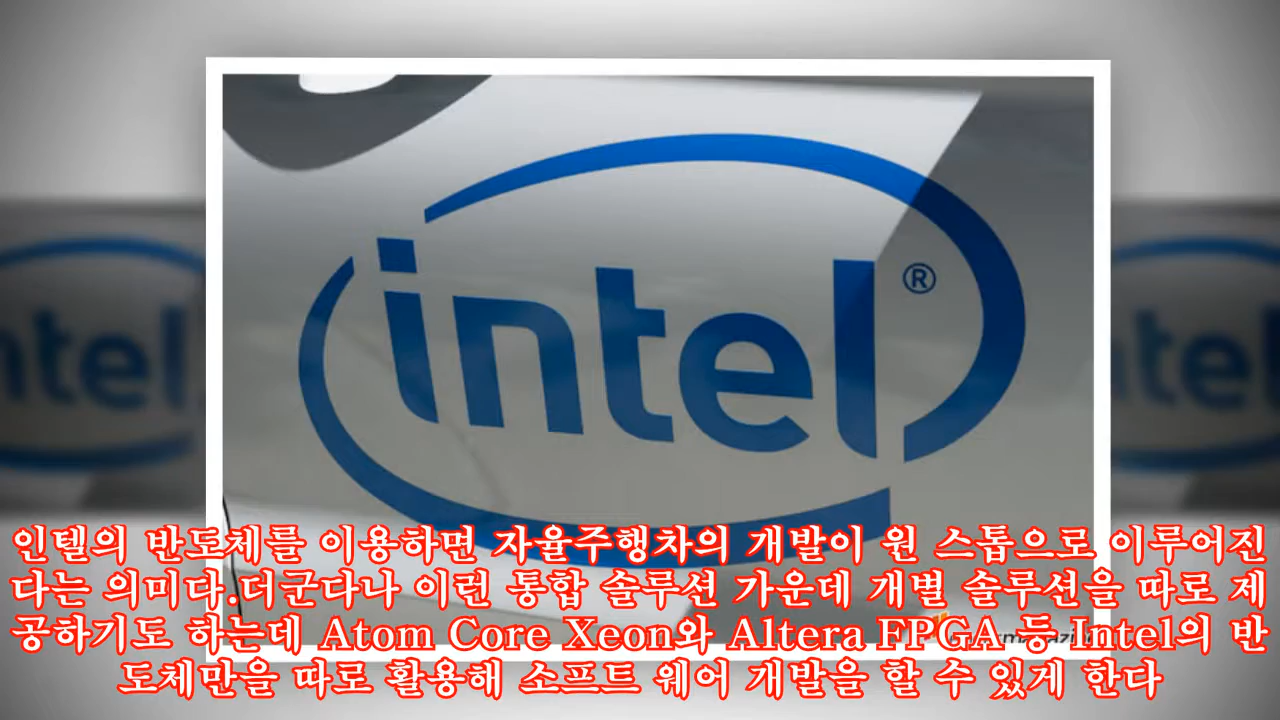 intel®
인텔의 반도체를 이용하면 자율주행차의 개발이 원 스톱으로 이루어진
다는 의미다.더군다나 이런 통합 솔루션 가운데 개별 솔루션을 따로 제
공하기도 하는데 Atom Core Xeon와 Altera FPGA 등 Intel의 반
도체만을 따로 활용해 소프트 웨어 개발을 할 수 있게 한다